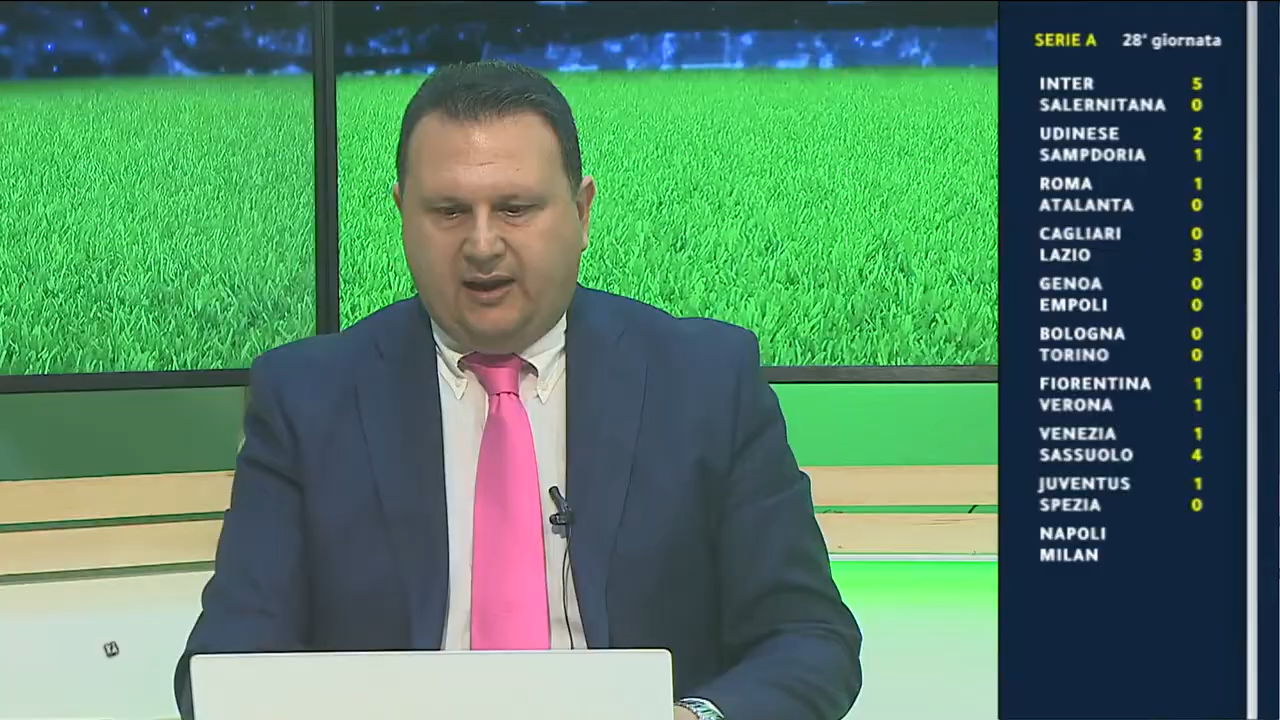 SERIE A 28ª giornata
INTER 5
SALERNITANA 0
UDINESE 2
SAMPDORIA 1
ROMA 1
ATALANTA 0
CAGLIARI 0
LAZIO 3
GENOA 0
EMPOLI 0
BOLOGNA 0
TORINO 0
FIORENTINA 1
VERONA 1
VENEZIA 1
SASSUOLO 4
JUVENTUS 1
SPEZIA 0
NAPOLI
MILAN